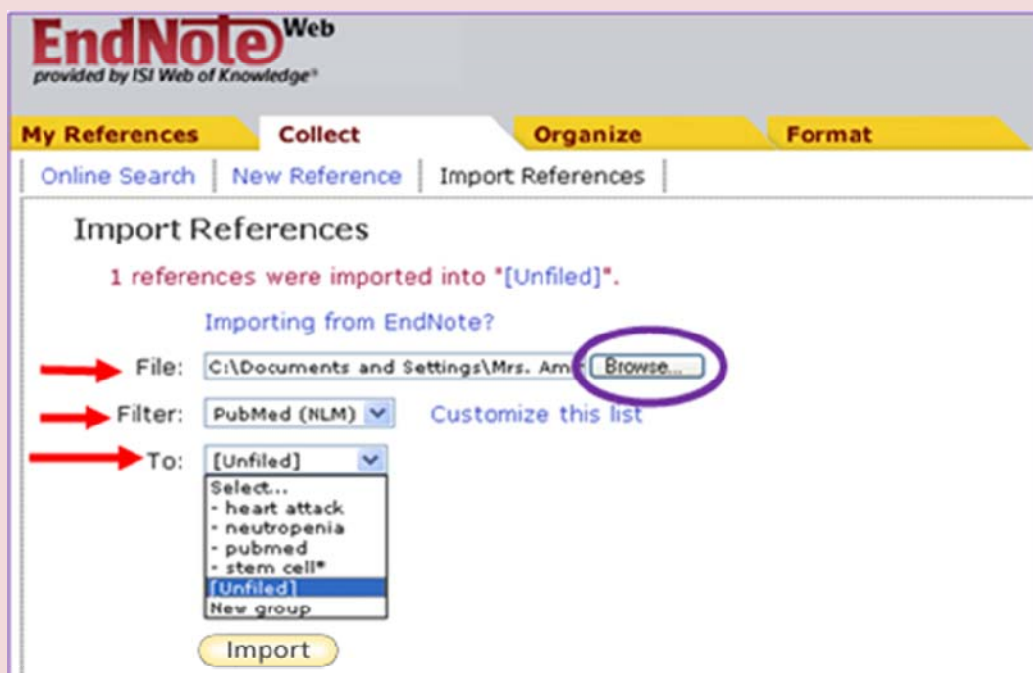 EndNote Web
provided by ISI Web of Knowledge®
My References Collect Organize Format
Online Search New Reference Import References
Import References
1 references were imported into "[Unfiled]".
Importing from EndNote?
File: C:\Documents and Settings\Mrs. Am Browse...
Filter: PubMed (NLM) Customize this list
To: [Unfiled]
Select...
- heart attack
- neutropenia
- pubmed
- stem cell*
[Unfiled]
New group
Import